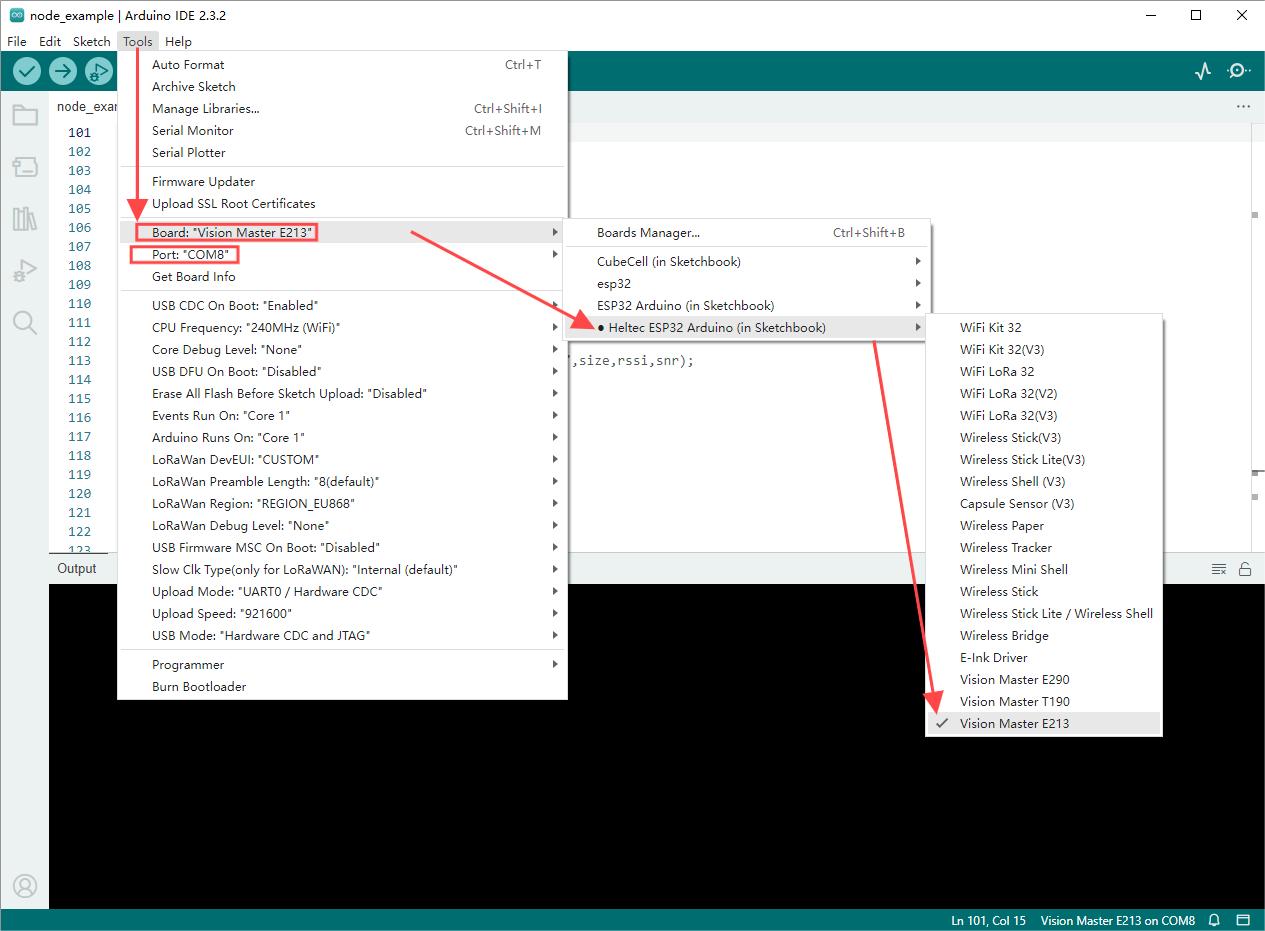 node_example | Arduino IDE 2.3.2
File Edit Sketch Tools Help
Auto Format Ctrl+T
Archive Sketch
Manage Libraries... Ctrl+Shift+I
Serial Monitor Ctrl+Shift+M
Serial Plotter
Firmware Updater
Upload SSL Root Certificates
Board: "Vision Master E213"
Port: "COM8"
Get Board Info
USB CDC On Boot: "Enabled"
CPU Frequency: "240MHz (WiFi)"
Core Debug Level: "None"
USB DFU On Boot: "Disabled"
Erase All Flash Before Sketch Upload: "Disabled"
Events Run On: "Core 1"
Arduino Runs On: "Core 1"
LoRaWan DevEUI: "CUSTOM"
LoRaWan Preamble Length: "8(default)"
LoRaWan Region: "REGION_EU868"
LoRaWan Debug Level: "None"
USB Firmware MSC On Boot: "Disabled"
Slow Clk Type(only for LoRaWAN): "Internal (default)"
Upload Mode: "UART0 / Hardware CDC"
Upload Speed: "921600"
USB Mode: "Hardware CDC and JTAG"
Programmer
Burn Bootloader
Boards Manager... Ctrl+Shift+B
CubeCell (in Sketchbook)
esp32
ESP32 Arduino (in Sketchbook)
● Heltec ESP32 Arduino (in Sketchbook)
WiFi Kit 32
WiFi Kit 32(V3)
WiFi LoRa 32
WiFi LoRa 32(V2)
WiFi LoRa 32(V3)
Wireless Stick(V3)
Wireless Stick Lite(V3)
Wireless Shell (V3)
Capsule Sensor (V3)
Wireless Paper
Wireless Tracker
Wireless Mini Shell
Wireless Stick
Wireless Stick Lite / Wireless Shell
Wireless Bridge
E-Ink Driver
Vision Master E290
Vision Master T190
Vision Master E213
node_exar
101
102
103
104
105
106
107
108
109
110
111
112
113
114
115
116
117
118
119
120
121
122
123
",size,rssi,snr);
Output
Ln 101, Col 15 Vision Master E213 on COM8